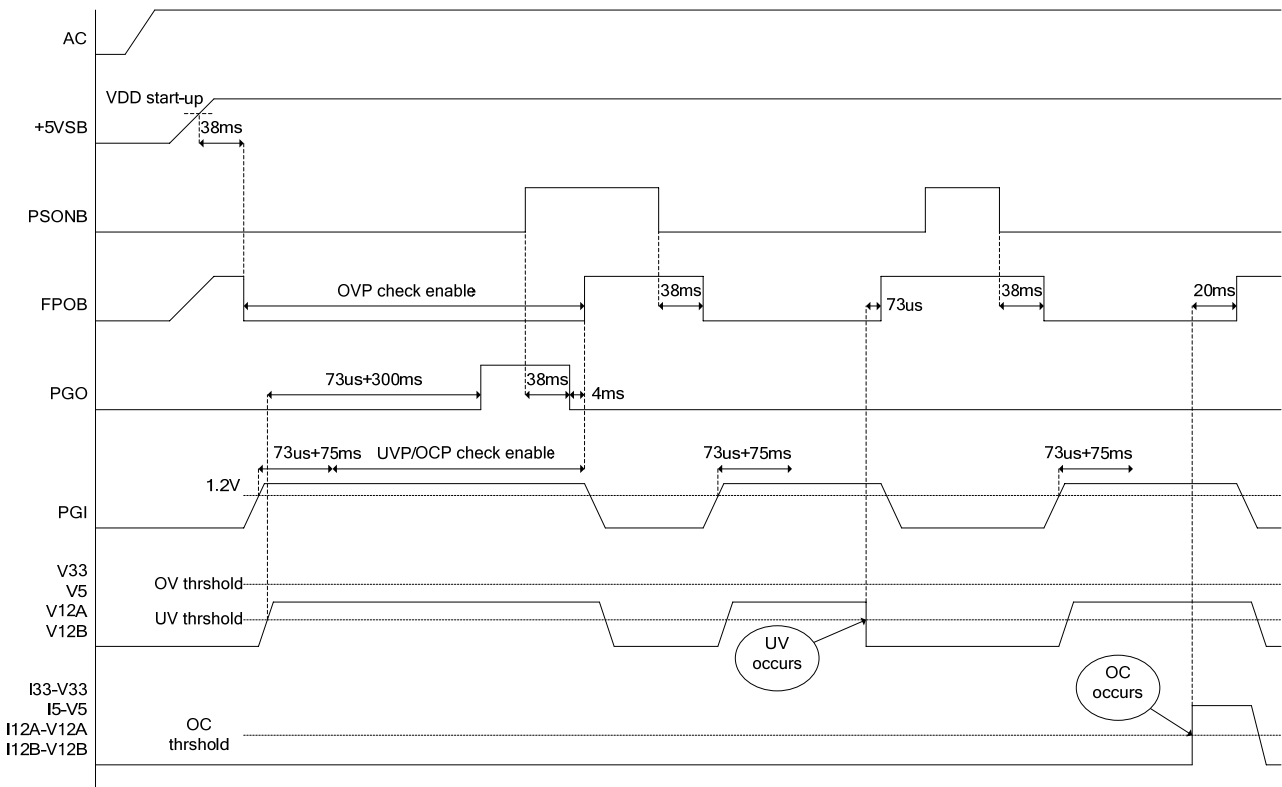 AC
VDD start-up
+5VSB
38ms
PSONB
FPOB
OVP check enable
38ms
73us
38ms
20ms
PGO
73us+300ms
38ms
4ms
73us+75ms
UVP/OCP check enable
73us+75ms
73us+75ms
1.2V
PGI
V33
V5
V12A
V12B
OV thrshold
UV thrshold
UV
occurs
OC
occurs
I33-V33
I5-V5
I12A-V12A
I12B-V12B
OC
thrshold